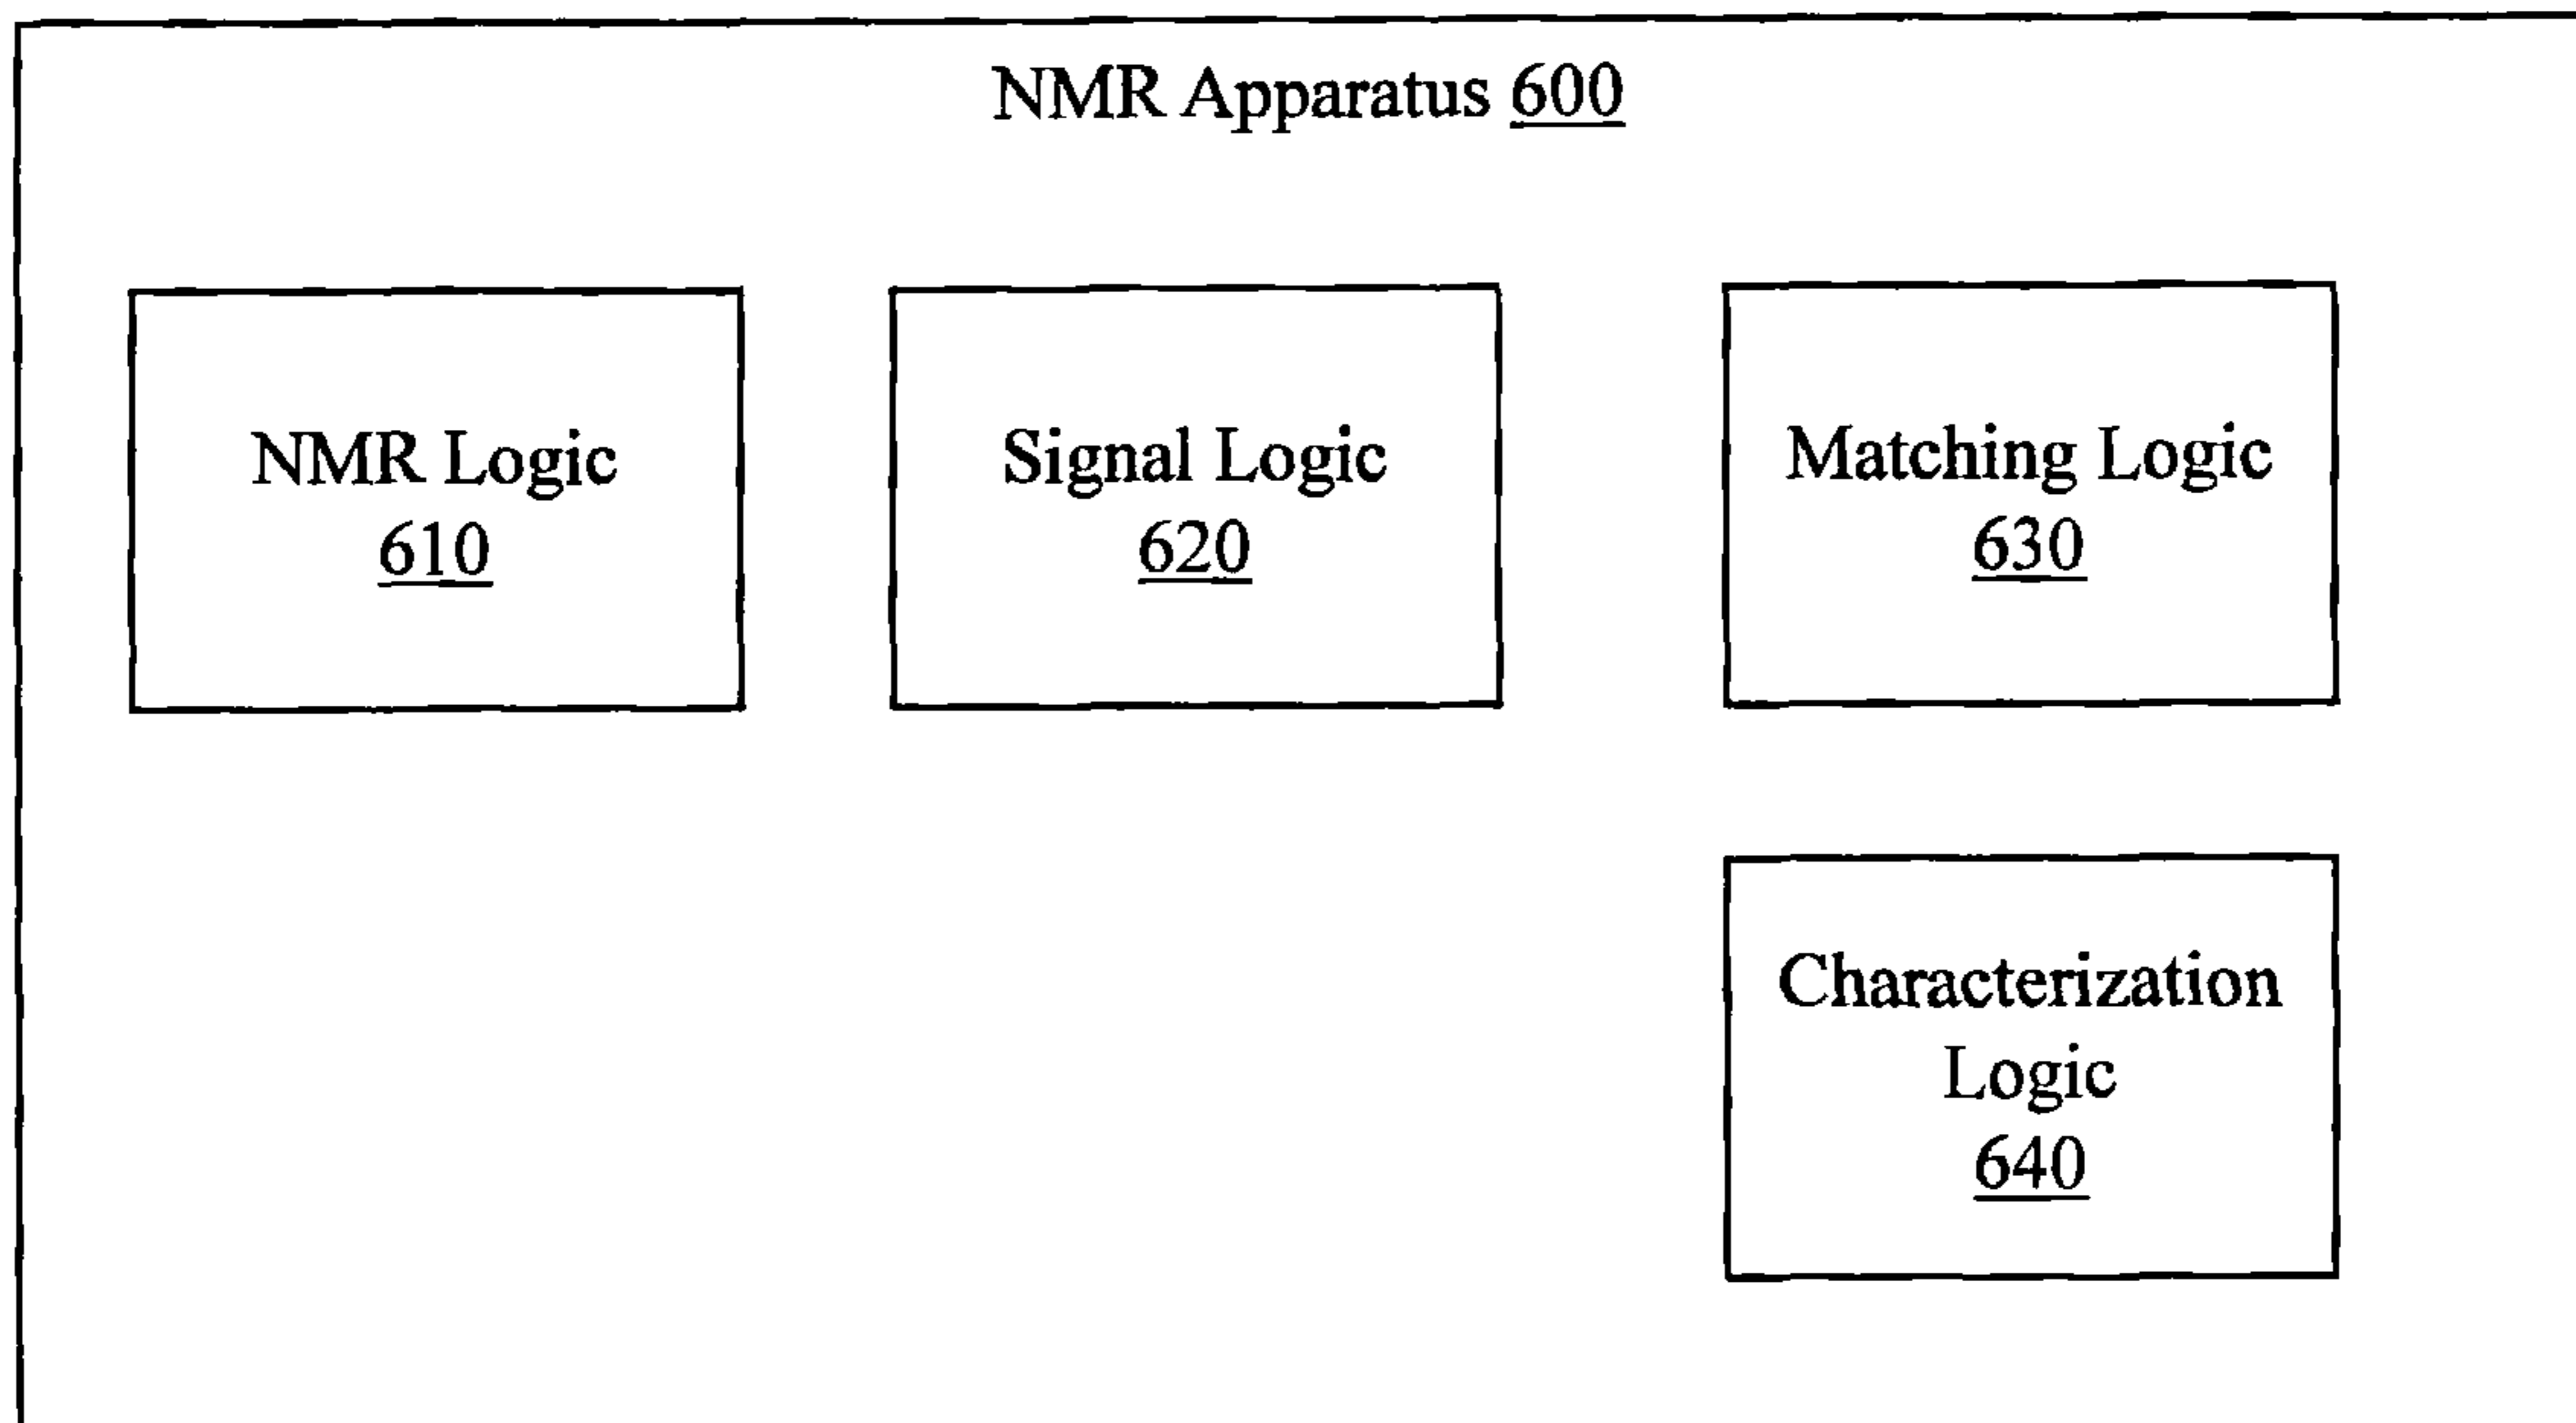 NMR Apparatus 600
NMR Logic
610
Signal Logic
620
Matching Logic
630
Characterization
Logic
640